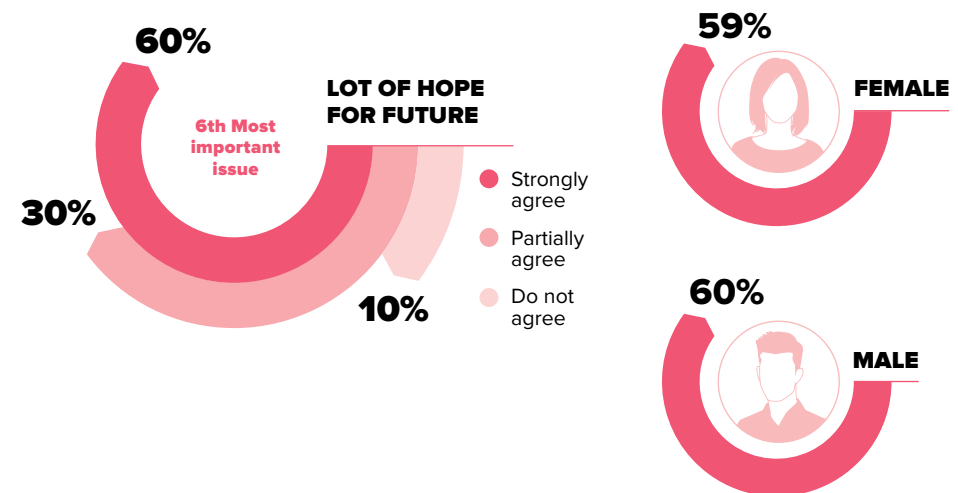 60%
LOT OF HOPE
FOR FUTURE
6th Most
important
issue
30%
10%
Strongly
agree
Partially
agree
Do not
agree
59%
FEMALE
60%
MALE